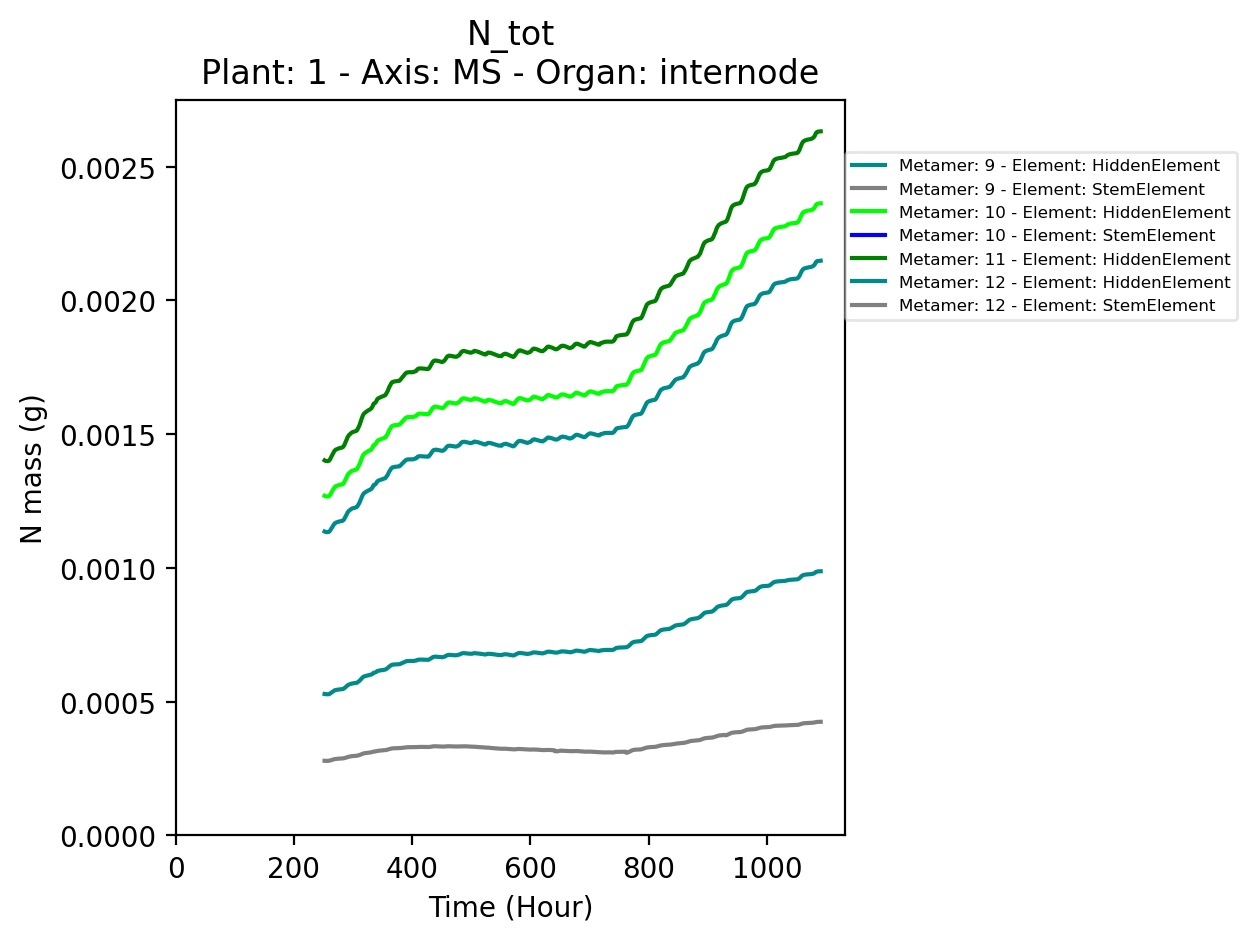 N_tot
Plant: 1 - Axis: MS - Organ: internode
0.0025
0.0020
0.0015
0.0010
0.0005
0.0000
N mass (g)
0 200 400 600 800 1000
Time (Hour)
Metamer: 9 - Element: HiddenElement
Metamer: 9 - Element: StemElement
Metamer: 10 - Element: HiddenElement
Metamer: 10 - Element: StemElement
Metamer: 11 - Element: HiddenElement
Metamer: 12 - Element: HiddenElement
Metamer: 12 - Element: StemElement